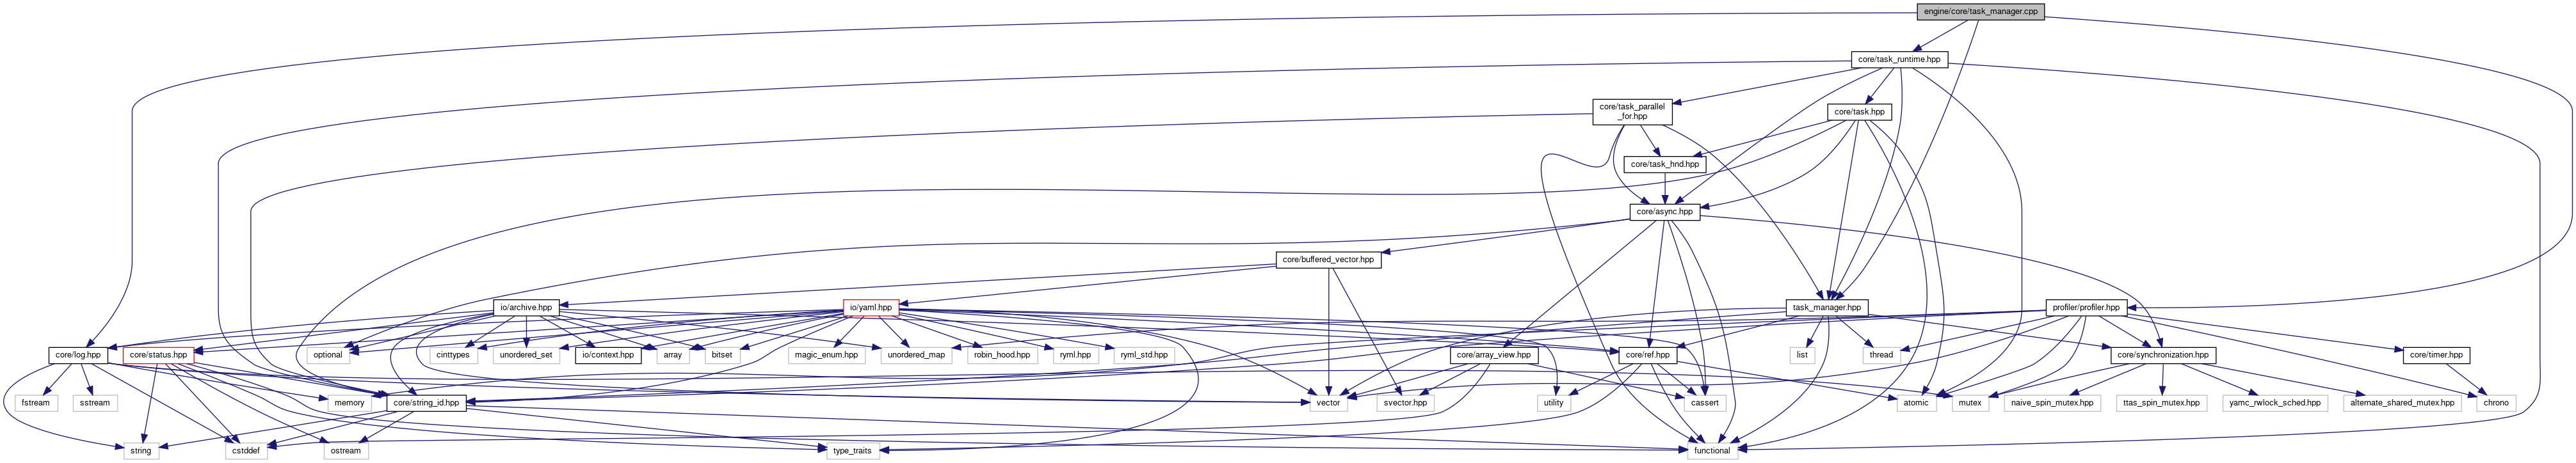 engine/core/task_manager.cpp
core/task_runtime.hpp
core/task_parallel
_for.hpp
core/task.hpp
core/task_hnd.hpp
core/async.hpp
core/buffered_vector.hpp
io/archive.hpp
io/yaml.hpp
task_manager.hpp
profiler/profiler.hpp
core/log.hpp
core/status.hpp
optional
cinttypes
unordered_set
io/context.hpp
array
bitset
magic_enum.hpp
unordered_map
robin_hood.hpp
ryml.hpp
ryml_std.hpp
core/array_view.hpp
core/ref.hpp
list
thread
core/synchronization.hpp
core/timer.hpp
fstream
sstream
memory
core/string_id.hpp
vector
svector.hpp
utility
cassert
atomic
mutex
naive_spin_mutex.hpp
ttas_spin_mutex.hpp
yamc_rwlock_sched.hpp
alternate_shared_mutex.hpp
chrono
string
cstddef
ostream
type_traits
functional